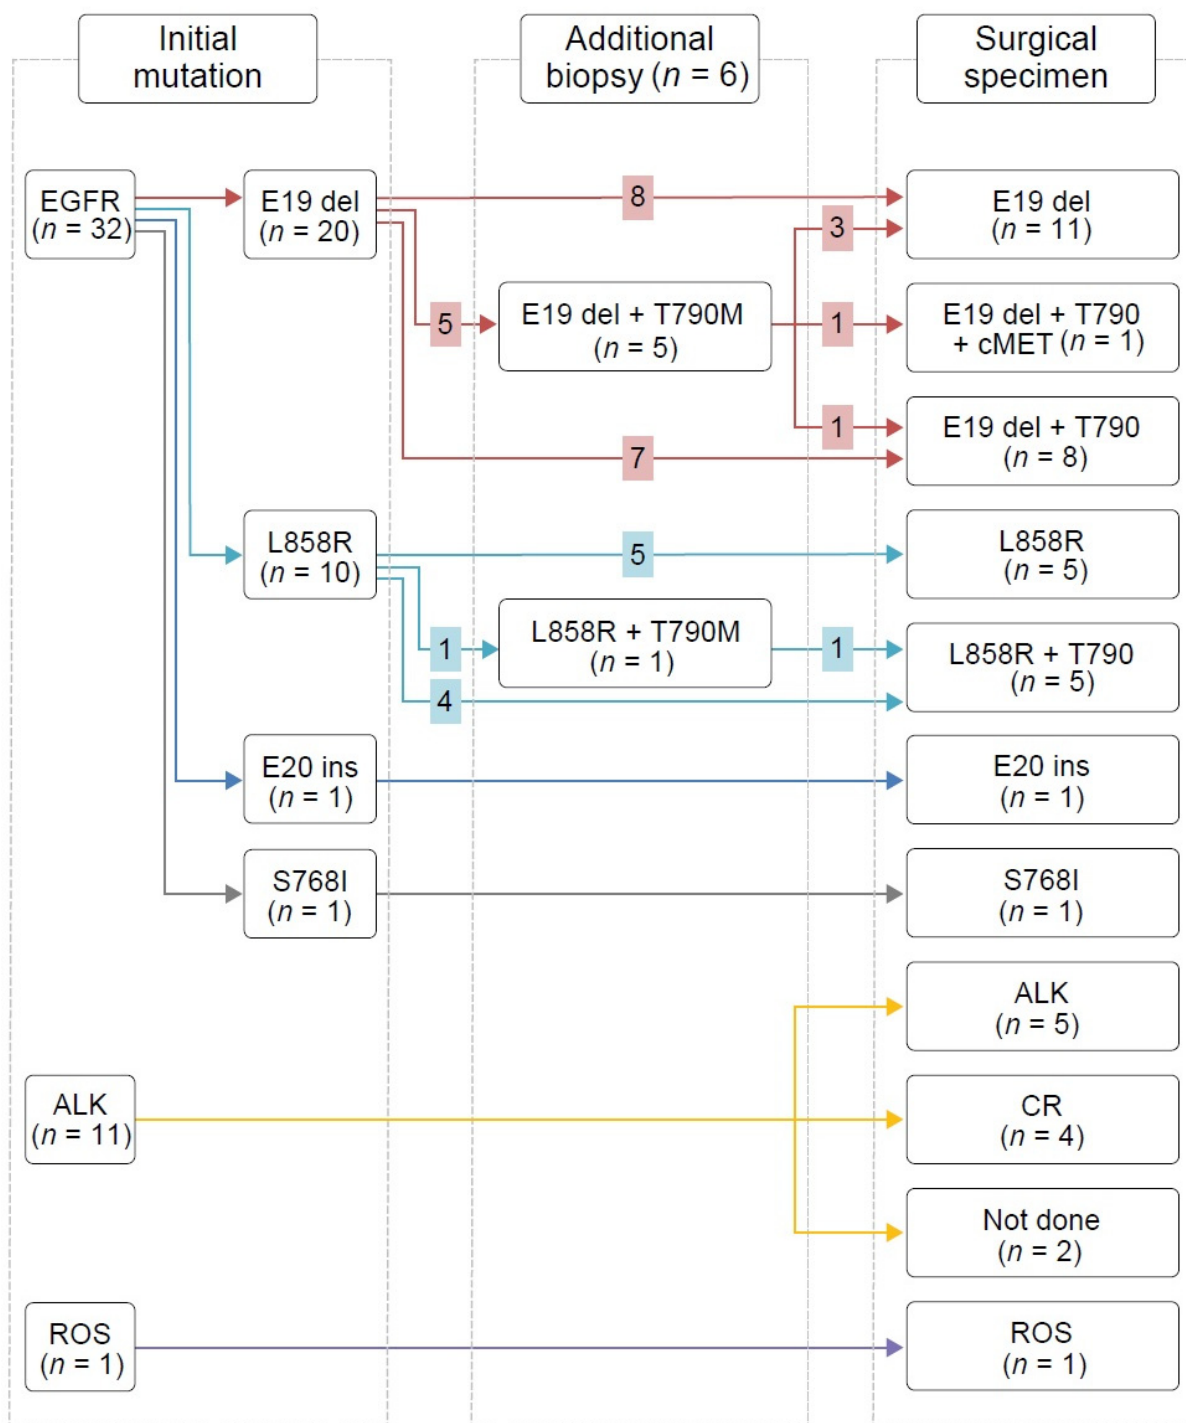 Initial
mutation
Additional
biopsy (n = 6)
Surgical
specimen
EGFR
(n = 32)
E19 del
(n = 20)
8
3
E19 del
(n = 11)
5
E19 del + T790M
(n = 5)
1
E19 del + T790
+ cMET (n = 1)
1
7
E19 del + T790
(n = 8)
L858R
(n = 10)
5
L858R
(n = 5)
1
L858R + T790M
(n = 1)
1
4
L858R + T790
(n = 5)
E20 ins
(n = 1)
E20 ins
(n = 1)
S768I
(n = 1)
S768I
(n = 1)
ALK
(n = 5)
ALK
(n = 11)
CR
(n = 4)
Not done
(n = 2)
ROS
(n = 1)
ROS
(n = 1)